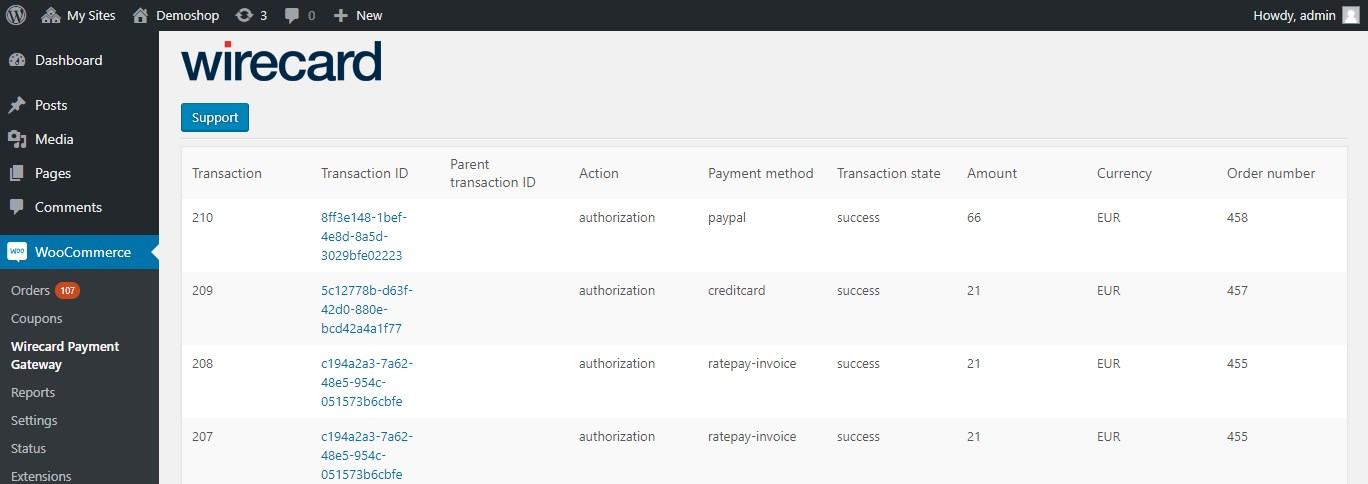 My Sites Demoshop 3 0 New Howdy, admin
Dashboard
Posts
Media
Pages
Comments
woo WooCommerce
Orders 107
Coupons
Wirecard Payment
Gateway
Reports
Settings
Status
Extensions
wirecard
Support
Transaction Transaction ID Parent transaction ID Action Payment method Transaction state Amount Currency Order number
210 8ff3e148-1bef- authorization paypal success 66 EUR 458
4e8d-8a5d-
3029bfe02223
209 5c12778b-d63f- authorization creditcard success 21 EUR 457
42d0-880e-
bcd42a4a1f77
208 c194a2a3-7a62- authorization ratepay-invoice success 21 EUR 455
48e5-954c-
051573b6cbfe
207 c194a2a3-7a62- authorization ratepay-invoice success 21 EUR 455
48e5-954c-
051573b6cbfe